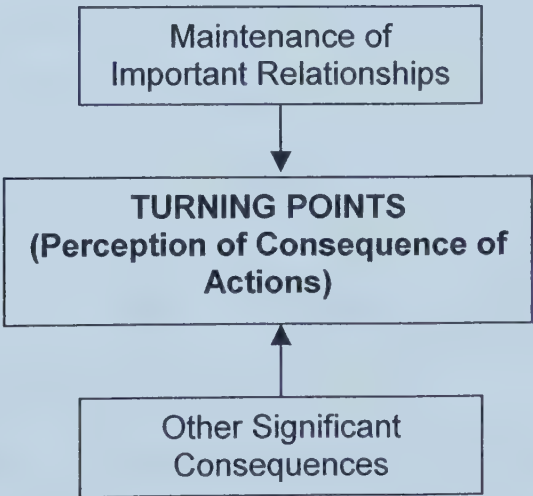 Maintenance of
Important Relationships
TURNING POINTS
(Perception of Consequence of
Actions)
Other Significant
Consequences